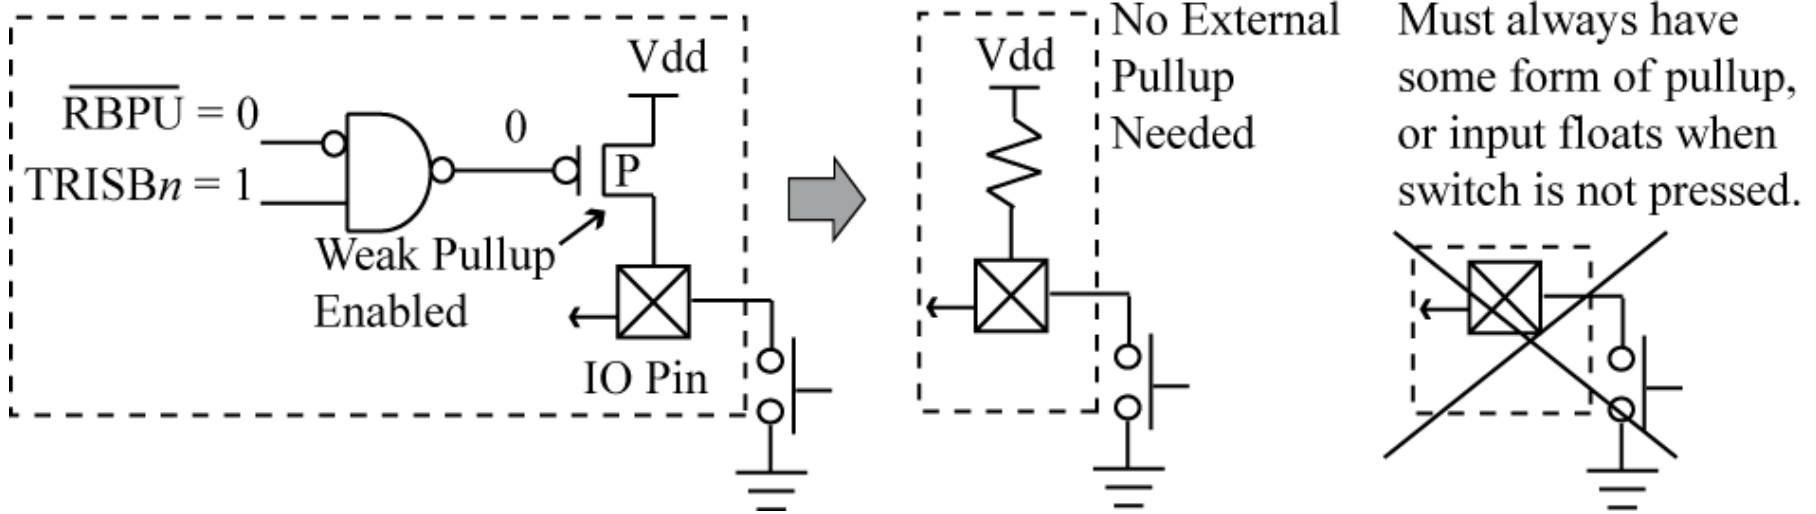 Vdd
RBPU = 0
0
TRISBn = 1
P
Weak Pullup
Enabled
IO Pin
Vdd
No External
Pullup
Needed
Must always have
some form of pullup,
or input floats when
switch is not pressed.